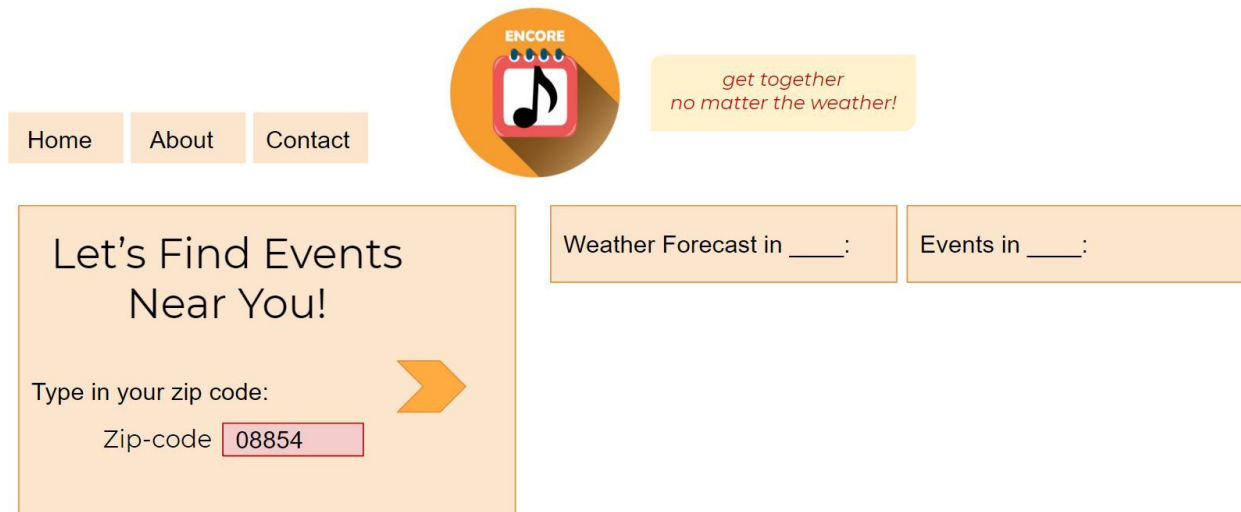 ENCORE
get together
no matter the weather!
Home About Contact
Let's Find Events
Near You!
Type in your zip code:
Zip-code 08854
Weather Forecast in ____:
Events in ____: